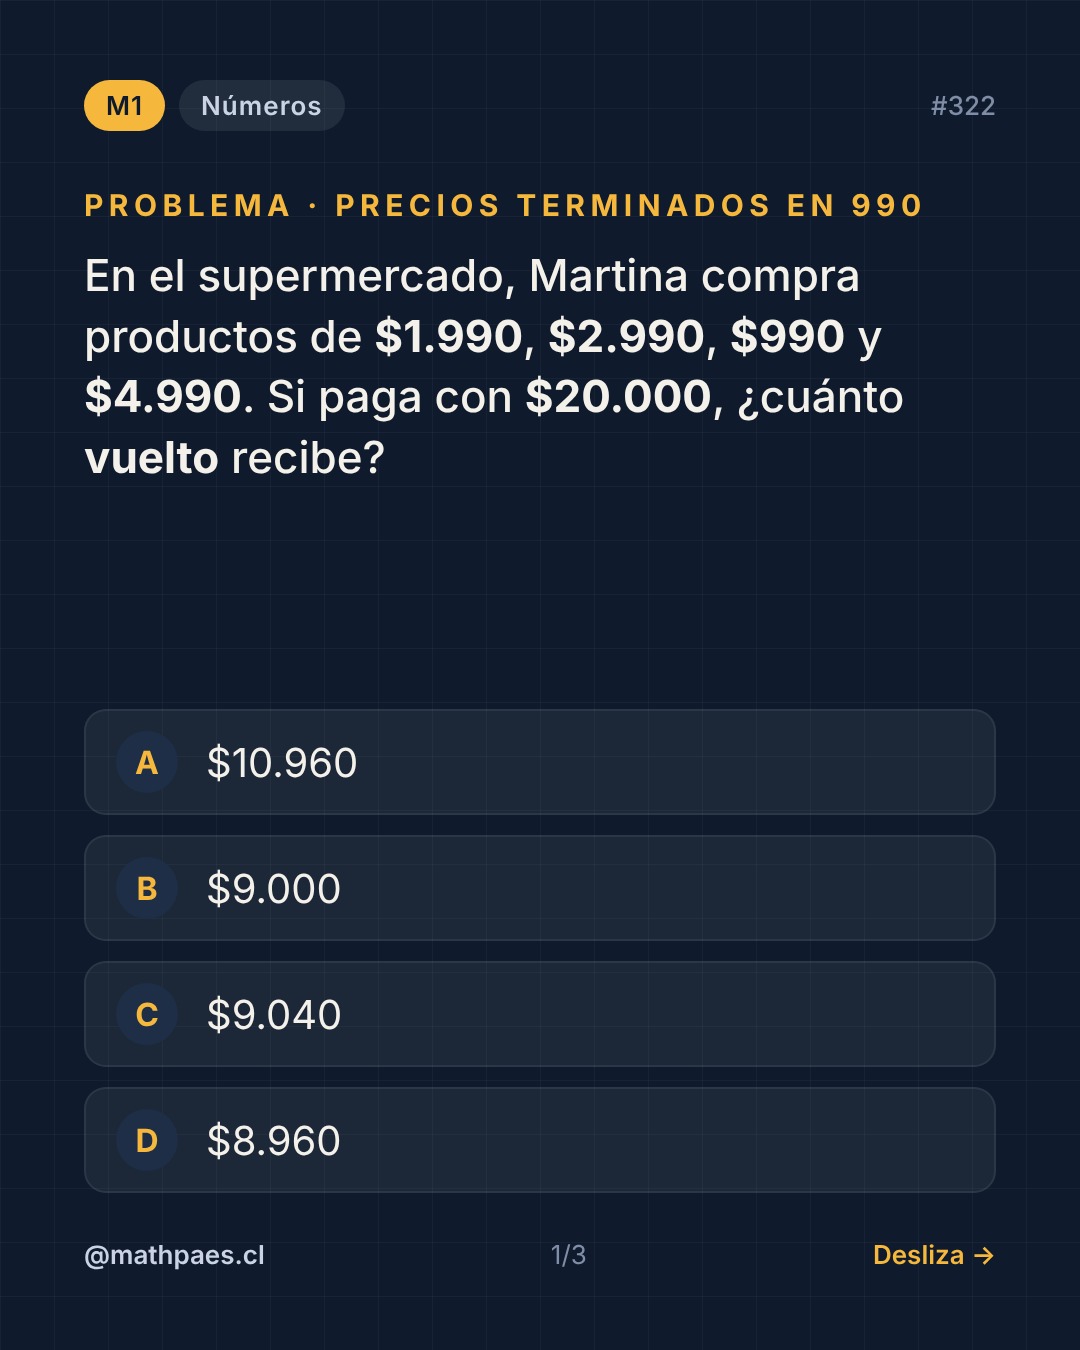 M1 Números #322
PROBLEMA · PRECIOS TERMINADOS EN 990
En el supermercado, Martina compra
productos de $1.990, $2.990, $990 y
$4.990. Si paga con $20.000, ¿cuánto
vuelto recibe?
A $10.960
B $9.000
C $9.040
D $8.960
@mathpaes.cl 1/3 Desliza →